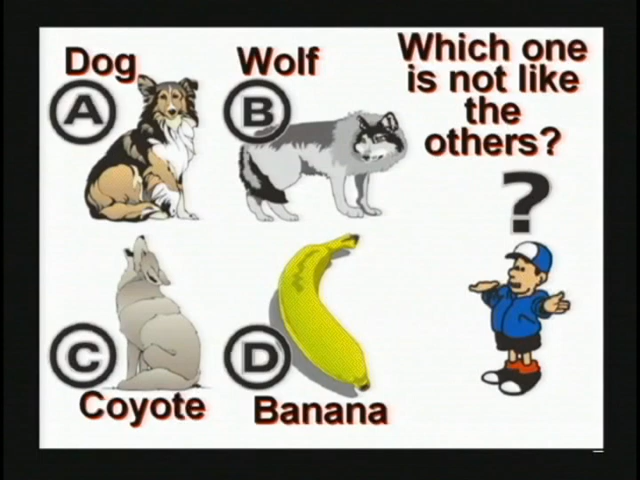 Dog
A
Wolf
B
Which one
is not like
the
others?
?
C
Coyote
D
Banana